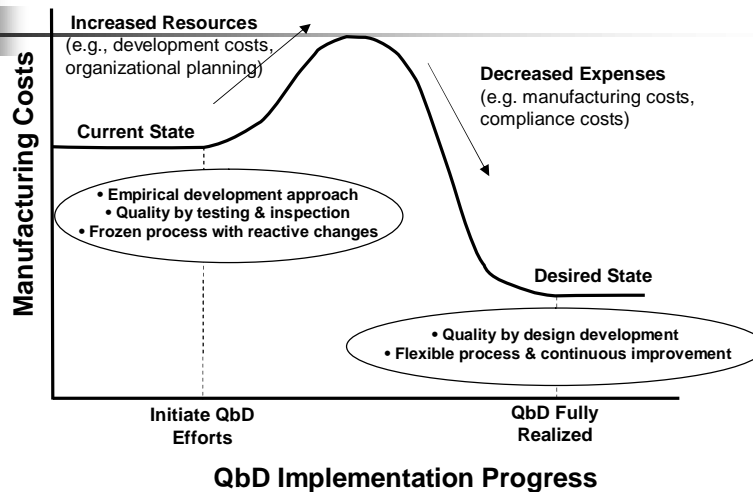 Increased Resources
(e.g., development costs,
organizational planning)
Decreased Expenses
(e.g. manufacturing costs,
compliance costs)
Manufacturing Costs
Current State
• Empirical development approach
• Quality by testing & inspection
• Frozen process with reactive changes
Desired State
• Quality by design development
• Flexible process & continuous improvement
Initiate QbD
Efforts
QbD Fully
Realized
QbD Implementation Progress